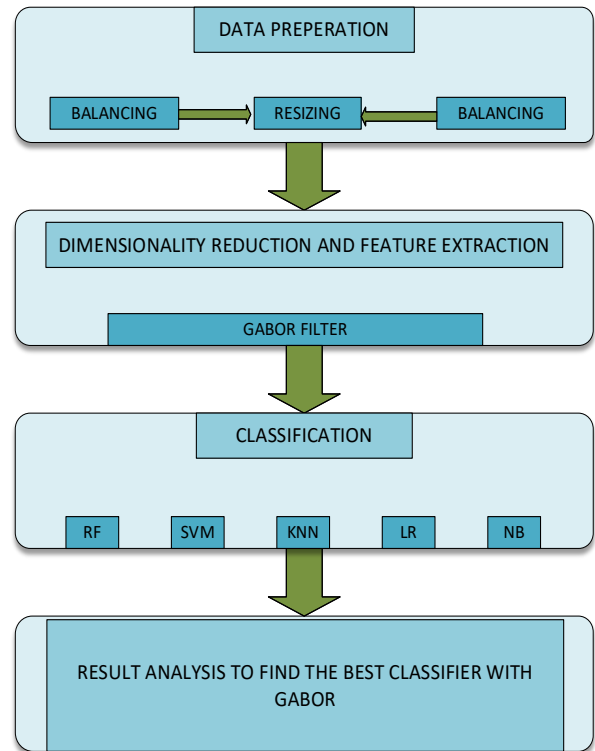 DATA PREPERATION
BALANCING
RESIZING
BALANCING
DIMENSIONALITY REDUCTION AND FEATURE EXTRACTION
GABOR FILTER
CLASSIFICATION
RF
SVM
KNN
LR
NB
RESULT ANALYSIS TO FIND THE BEST CLASSIFIER WITH
GABOR